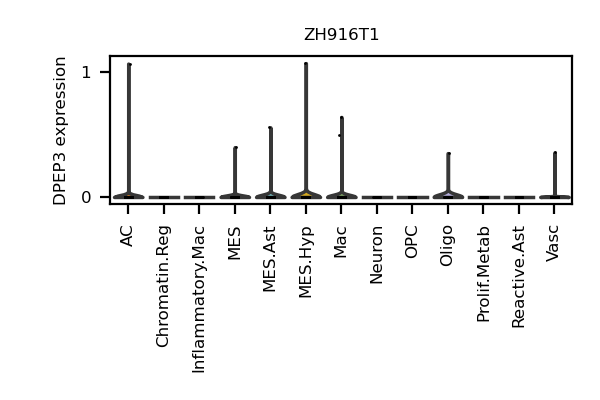 ZH916T1
DPEP3 expression
1
0
AC
Chromatin.Reg
Inflammatory.Mac
MES
MES.Ast
MES.Hyp
Mac
Neuron
OPC
Oligo
Prolif.Metab
Reactive.Ast
Vasc